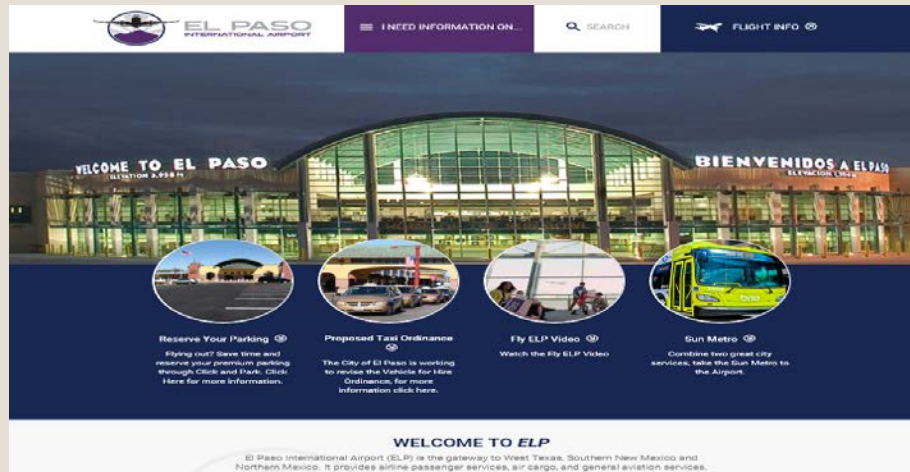 EL PASO
INTERNATIONAL AIRPORT
I NEED INFORMATION ON...
SEARCH
FLIGHT INFO
WELCOME TO EL PASO
BIENVENIDOS A EL PASO
Reserve Your Parking
Flying out? Save time and
reserve your premium parking
through Click and Park. Click
Here for more information.
Proposed Taxi Ordinance
The City of El Paso is working
to revise the Vehicle for Hire
Ordinance, for more
information click here.
Fly ELP Video
Watch the Fly ELP Video
brio
Sun Metro
Combine two great city
services, take the Sun Metro to
the Airport.
WELCOME TO ELP
El Paso International Airport (ELP) is the gateway to West Texas, Southern New Mexico and
Northern Mexico. It provides airline passenger services, air cargo, and general aviation services.